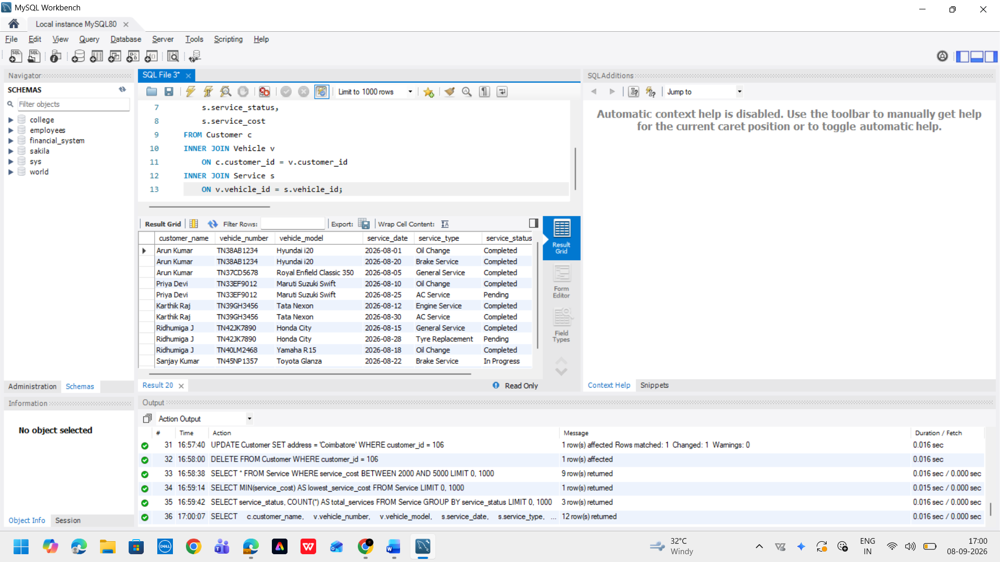 MySQL Workbench
Local instance MySQL80
File Edit View Query Database Server Tools Scripting Help
Navigator
SCHEMAS
Filter objects
college
employees
financial_system
sakila
sys
world
Administration Schemas
Information
No object selected
Object Info Session
SQL File 3*
Limit to 1000 rows
7 s.service_status,
8 s.service_cost
9 FROM Customer c
10 INNER JOIN Vehicle v
11 ON c.customer_id = v.customer_id
12 INNER JOIN Service s
13 ON v.vehicle_id = s.vehicle_id;
Result Grid Filter Rows: Export: Wrap Cell Content:
customer_name vehicle_number vehicle_model service_date service_type service_status
Arun Kumar TN38AB1234 Hyundai i20 2026-08-01 Oil Change Completed
Arun Kumar TN38AB1234 Hyundai i20 2026-08-20 Brake Service Completed
Arun Kumar TN37CD5678 Royal Enfield Classic 350 2026-08-05 General Service Completed
Priya Devi TN33EF9012 Maruti Suzuki Swift 2026-08-10 Oil Change Completed
Priya Devi TN33EF9012 Maruti Suzuki Swift 2026-08-25 AC Service Pending
Karthik Raj TN39GH3456 Tata Nexon 2026-08-12 Engine Service Completed
Karthik Raj TN39GH3456 Tata Nexon 2026-08-30 AC Service Completed
Ridhumiga J TN42JK7890 Honda City 2026-08-15 General Service Completed
Ridhumiga J TN42JK7890 Honda City 2026-08-28 Tyre Replacement Pending
Ridhumiga J TN40LM2468 Yamaha R15 2026-08-18 Oil Change Completed
Sanjay Kumar TN45NP1357 Toyota Glanza 2026-08-22 Brake Service In Progress
Result
Grid
Form
Editor
Field
Types
Result 20
Read Only
SQLAdditions
Jump to
Automatic context help is disabled. Use the toolbar to manually get help
for the current caret position or to toggle automatic help.
Context Help Snippets
Output
Action Output
# Time Action Message Duration / Fetch
31 16:57:40 UPDATE Customer SET address = 'Coimbatore' WHERE customer_id = 106 1 row(s) affected Rows matched: 1 Changed: 1 Warnings: 0 0.016 sec
32 16:58:00 DELETE FROM Customer WHERE customer_id = 106 1 row(s) affected 0.016 sec
33 16:58:38 SELECT * FROM Service WHERE service_cost BETWEEN 2000 AND 5000 LIMIT 0, 1000 9 row(s) returned 0.016 sec / 0.000 sec
34 16:59:14 SELECT MIN(service_cost) AS lowest_service_cost FROM Service LIMIT 0, 1000 1 row(s) returned 0.015 sec / 0.000 sec
35 16:59:42 SELECT service_status, COUNT(*) AS total_services FROM Service GROUP BY service_status LIMIT 0, 1000 3 row(s) returned 0.016 sec / 0.000 sec
36 17:00:07 SELECT c.customer_name, v.vehicle_number, v.vehicle_model, s.service_date, s.service_type, ... 12 row(s) returned 0.016 sec / 0.000 sec
32°C
Windy
ENG
IN
17:00
08-09-2026